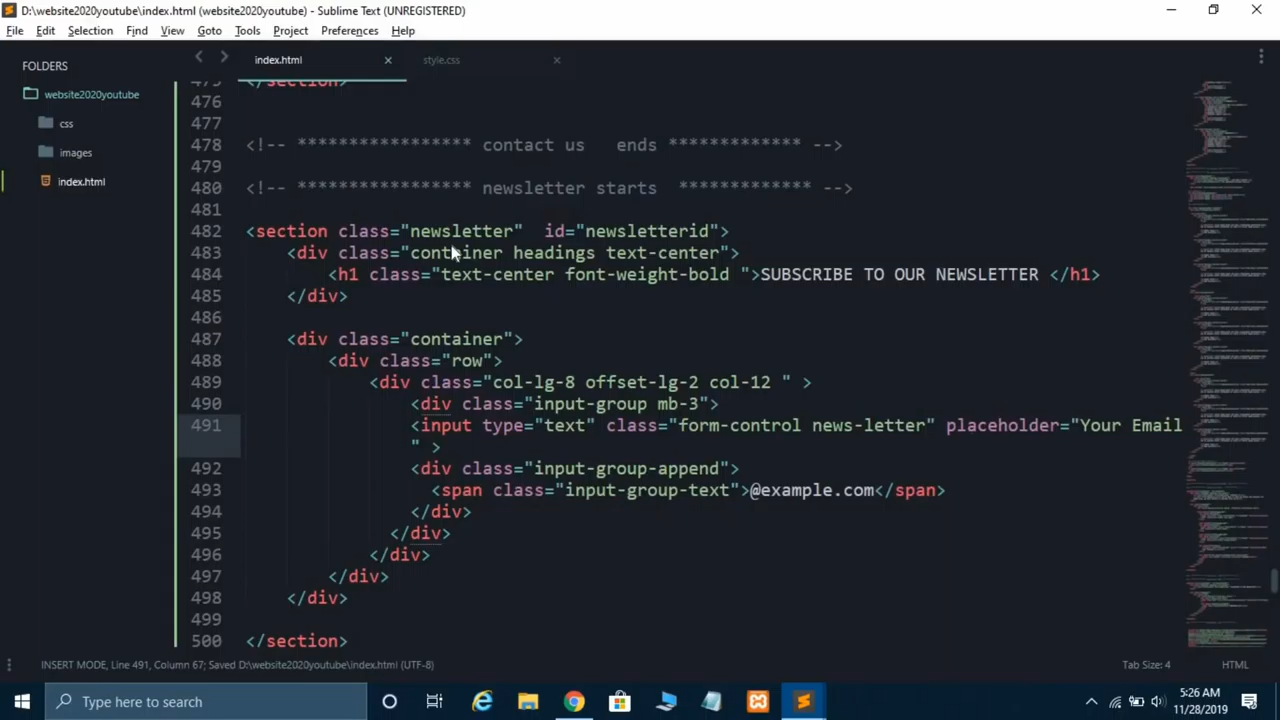 D:\website2020youtube\index.html (website2020youtube) - Sublime Text (UNREGISTERED)
File Edit Selection Find View Goto Tools Project Preferences Help
FOLDERS
website2020youtube
css
images
index.html
index.html style.css
475 </section>
476
477
478 <!-- **************** contact us ends ************ -->
479
480 <!-- **************** newsletter starts ************ -->
481
482 <section class="newsletter" id="newsletterid">
483 <div class="container headings text-center">
484 <h1 class="text-center font-weight-bold ">SUBSCRIBE TO OUR NEWSLETTER </h1>
485 </div>
486
487 <div class="container">
488 <div class="row">
489 <div class="col-lg-8 offset-lg-2 col-12 " >
490 <div class="input-group mb-3">
491 <input type="text" class="form-control news-letter" placeholder="Your Email
" >
492 <div class="input-group-append">
493 <span class="input-group-text">@example.com</span>
494 </div>
495 </div>
496 </div>
497 </div>
498 </div>
499
500 </section>
INSERT MODE, Line 491, Column 67; Saved D:\website2020youtube\index.html (UTF-8) Tab Size: 4 HTML
Type here to search
5:26 AM
11/28/2019